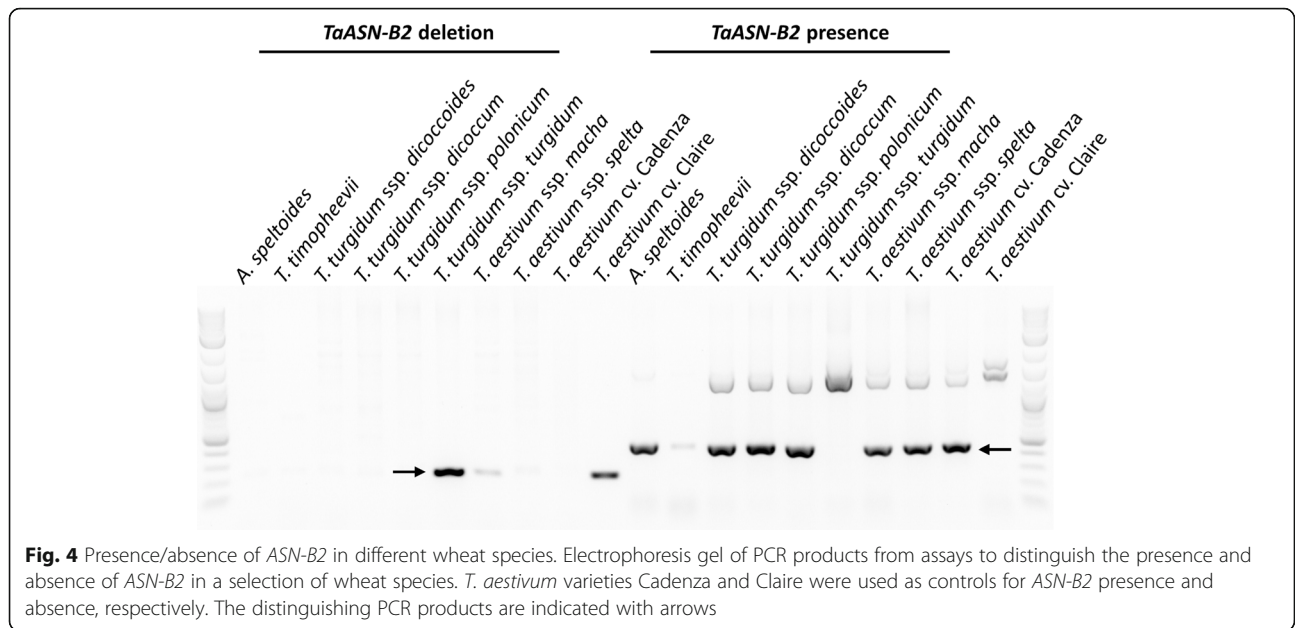 TaASN-B2 deletion
TaASN-B2 presence
A. speltoides
T. timopheevii
T. turgidum ssp. dicoccoides
T. turgidum ssp. dicoccum
T. turgidum ssp. polonicum
T. turgidum ssp. turgidum
T. aestivum ssp. macha
T. aestivum ssp. spelta
T. aestivum cv. Cadenza
T. aestivum cv. Claire
A. speltoides
T. timopheevii
T. turgidum ssp. dicoccoides
T. turgidum ssp. dicoccum
T. turgidum ssp. polonicum
T. turgidum ssp. turgidum
T. turgidum ssp. macha
T. aestivum ssp. spelta
T. aestivum cv. Cadenza
T. aestivum cv. Claire
Fig. 4 Presence/absence of ASN-B2 in different wheat species. Electrophoresis gel of PCR products from assays to distinguish the presence and
absence of ASN-B2 in a selection of wheat species. T. aestivum varieties Cadenza and Claire were used as controls for ASN-B2 presence and
absence, respectively. The distinguishing PCR products are indicated with arrows